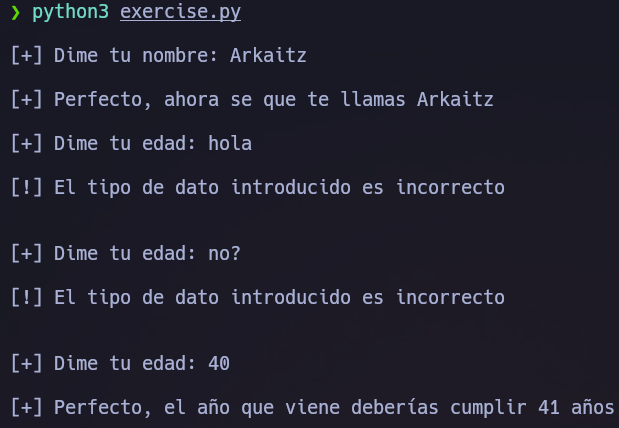 ❯ python3 exercise.py
[+] Dime tu nombre: Arkaitz
[+] Perfecto, ahora se que te llamas Arkaitz
[+] Dime tu edad: hola
[!] El tipo de dato introducido es incorrecto
[+] Dime tu edad: no?
[!] El tipo de dato introducido es incorrecto
[+] Dime tu edad: 40
[+] Perfecto, el año que viene deberías cumplir 41 años